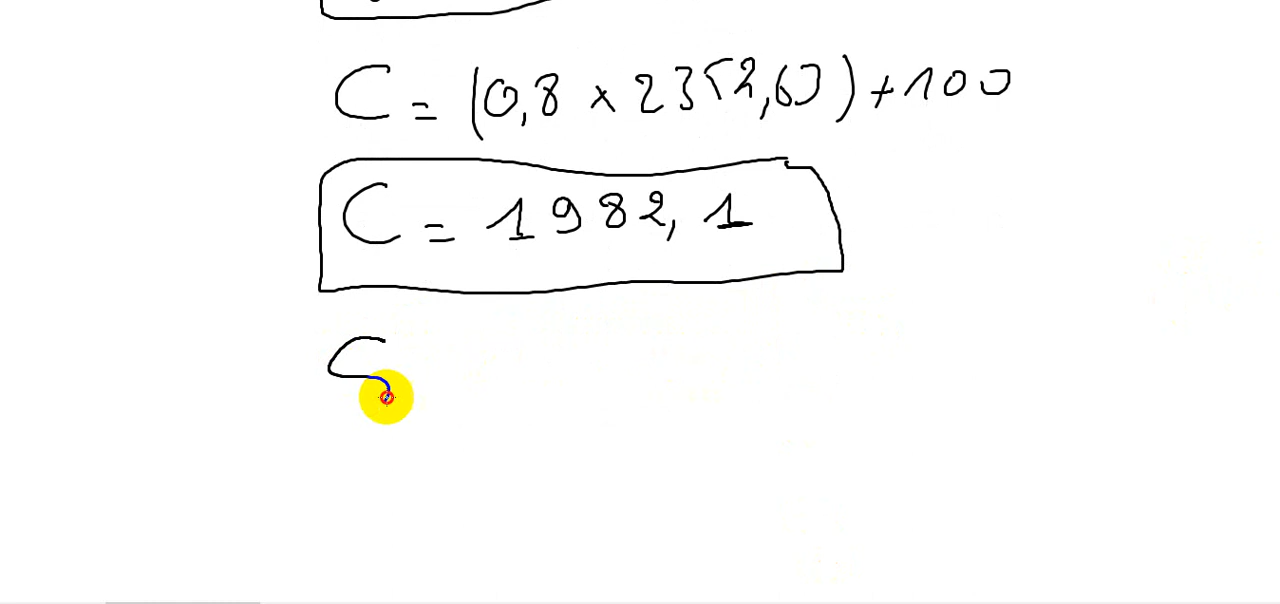 C = (0,8 × 2352,63) + 100
C = 1982,1
S